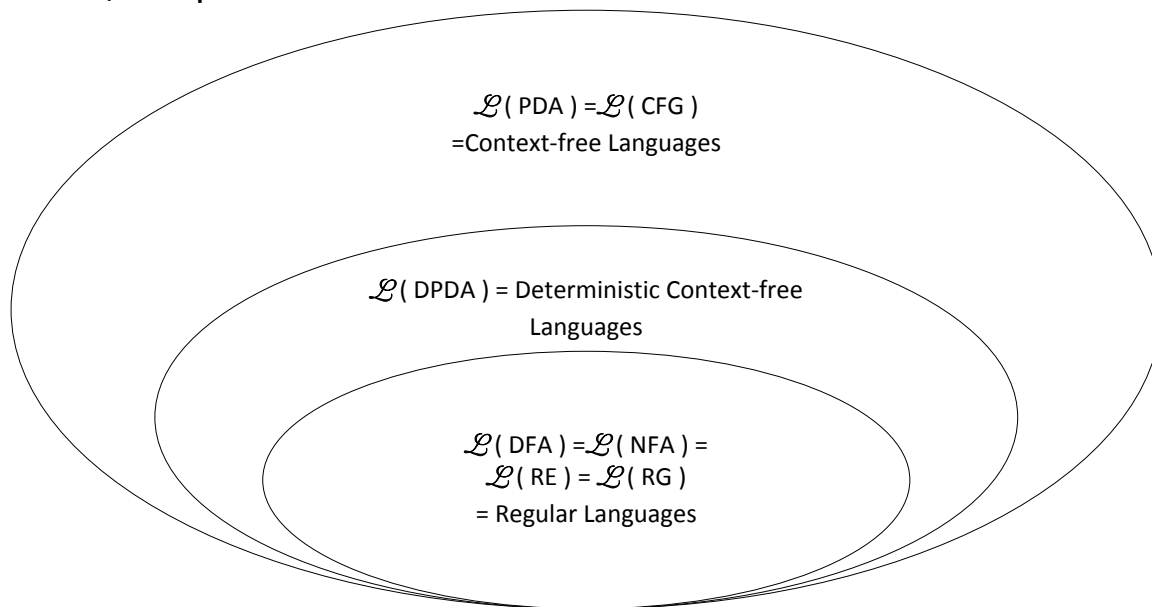 ℒ ( PDA ) =ℒ ( CFG )
=Context-free Languages
ℒ ( DPDA ) = Deterministic Context-free
Languages
ℒ ( DFA ) =ℒ ( NFA ) =
ℒ ( RE ) = ℒ ( RG )
= Regular Languages